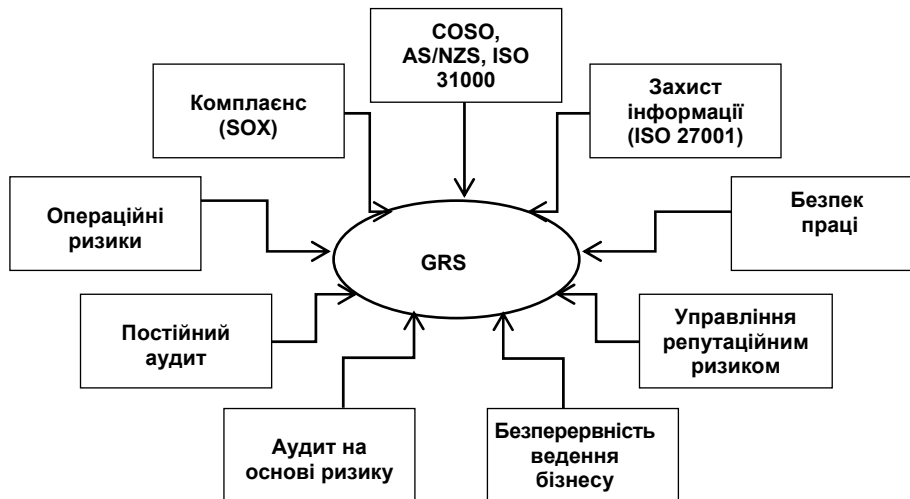 COSO,
AS/NZS, ISO
31000
Комплаєнс
(SOX)
Захист
інформації
(ISO 27001)
Операційні
ризики
Безпек
праці
GRS
Постійний
аудит
Управління
репутаційним
ризиком
Аудит на
основі ризику
Безперервність
ведення
бізнесу